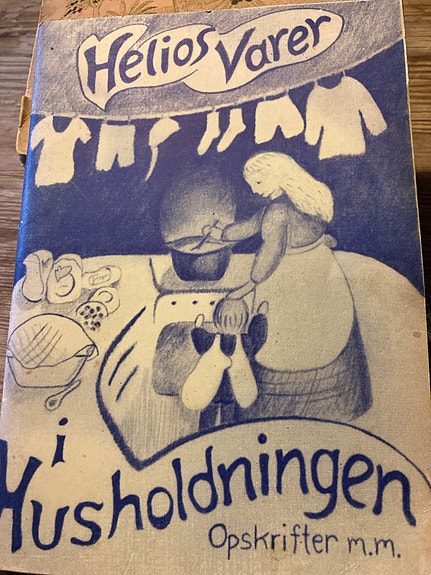 Helios Varer
i
Husholdningen
Opskrifter m.m.